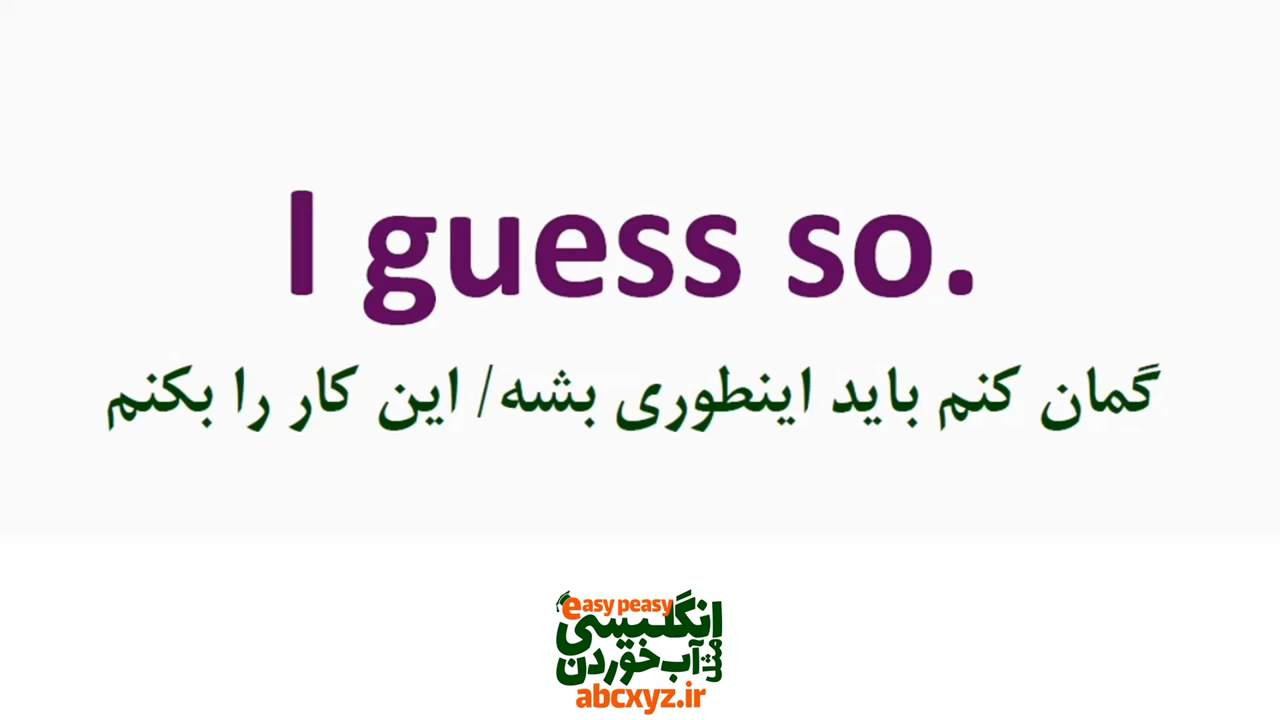 I guess so.
گمان کنم باید اینطوری بشه/ این کار را بکنم
easy peasy
انگلیسی
مثل آب خوردن
abcxyz.ir